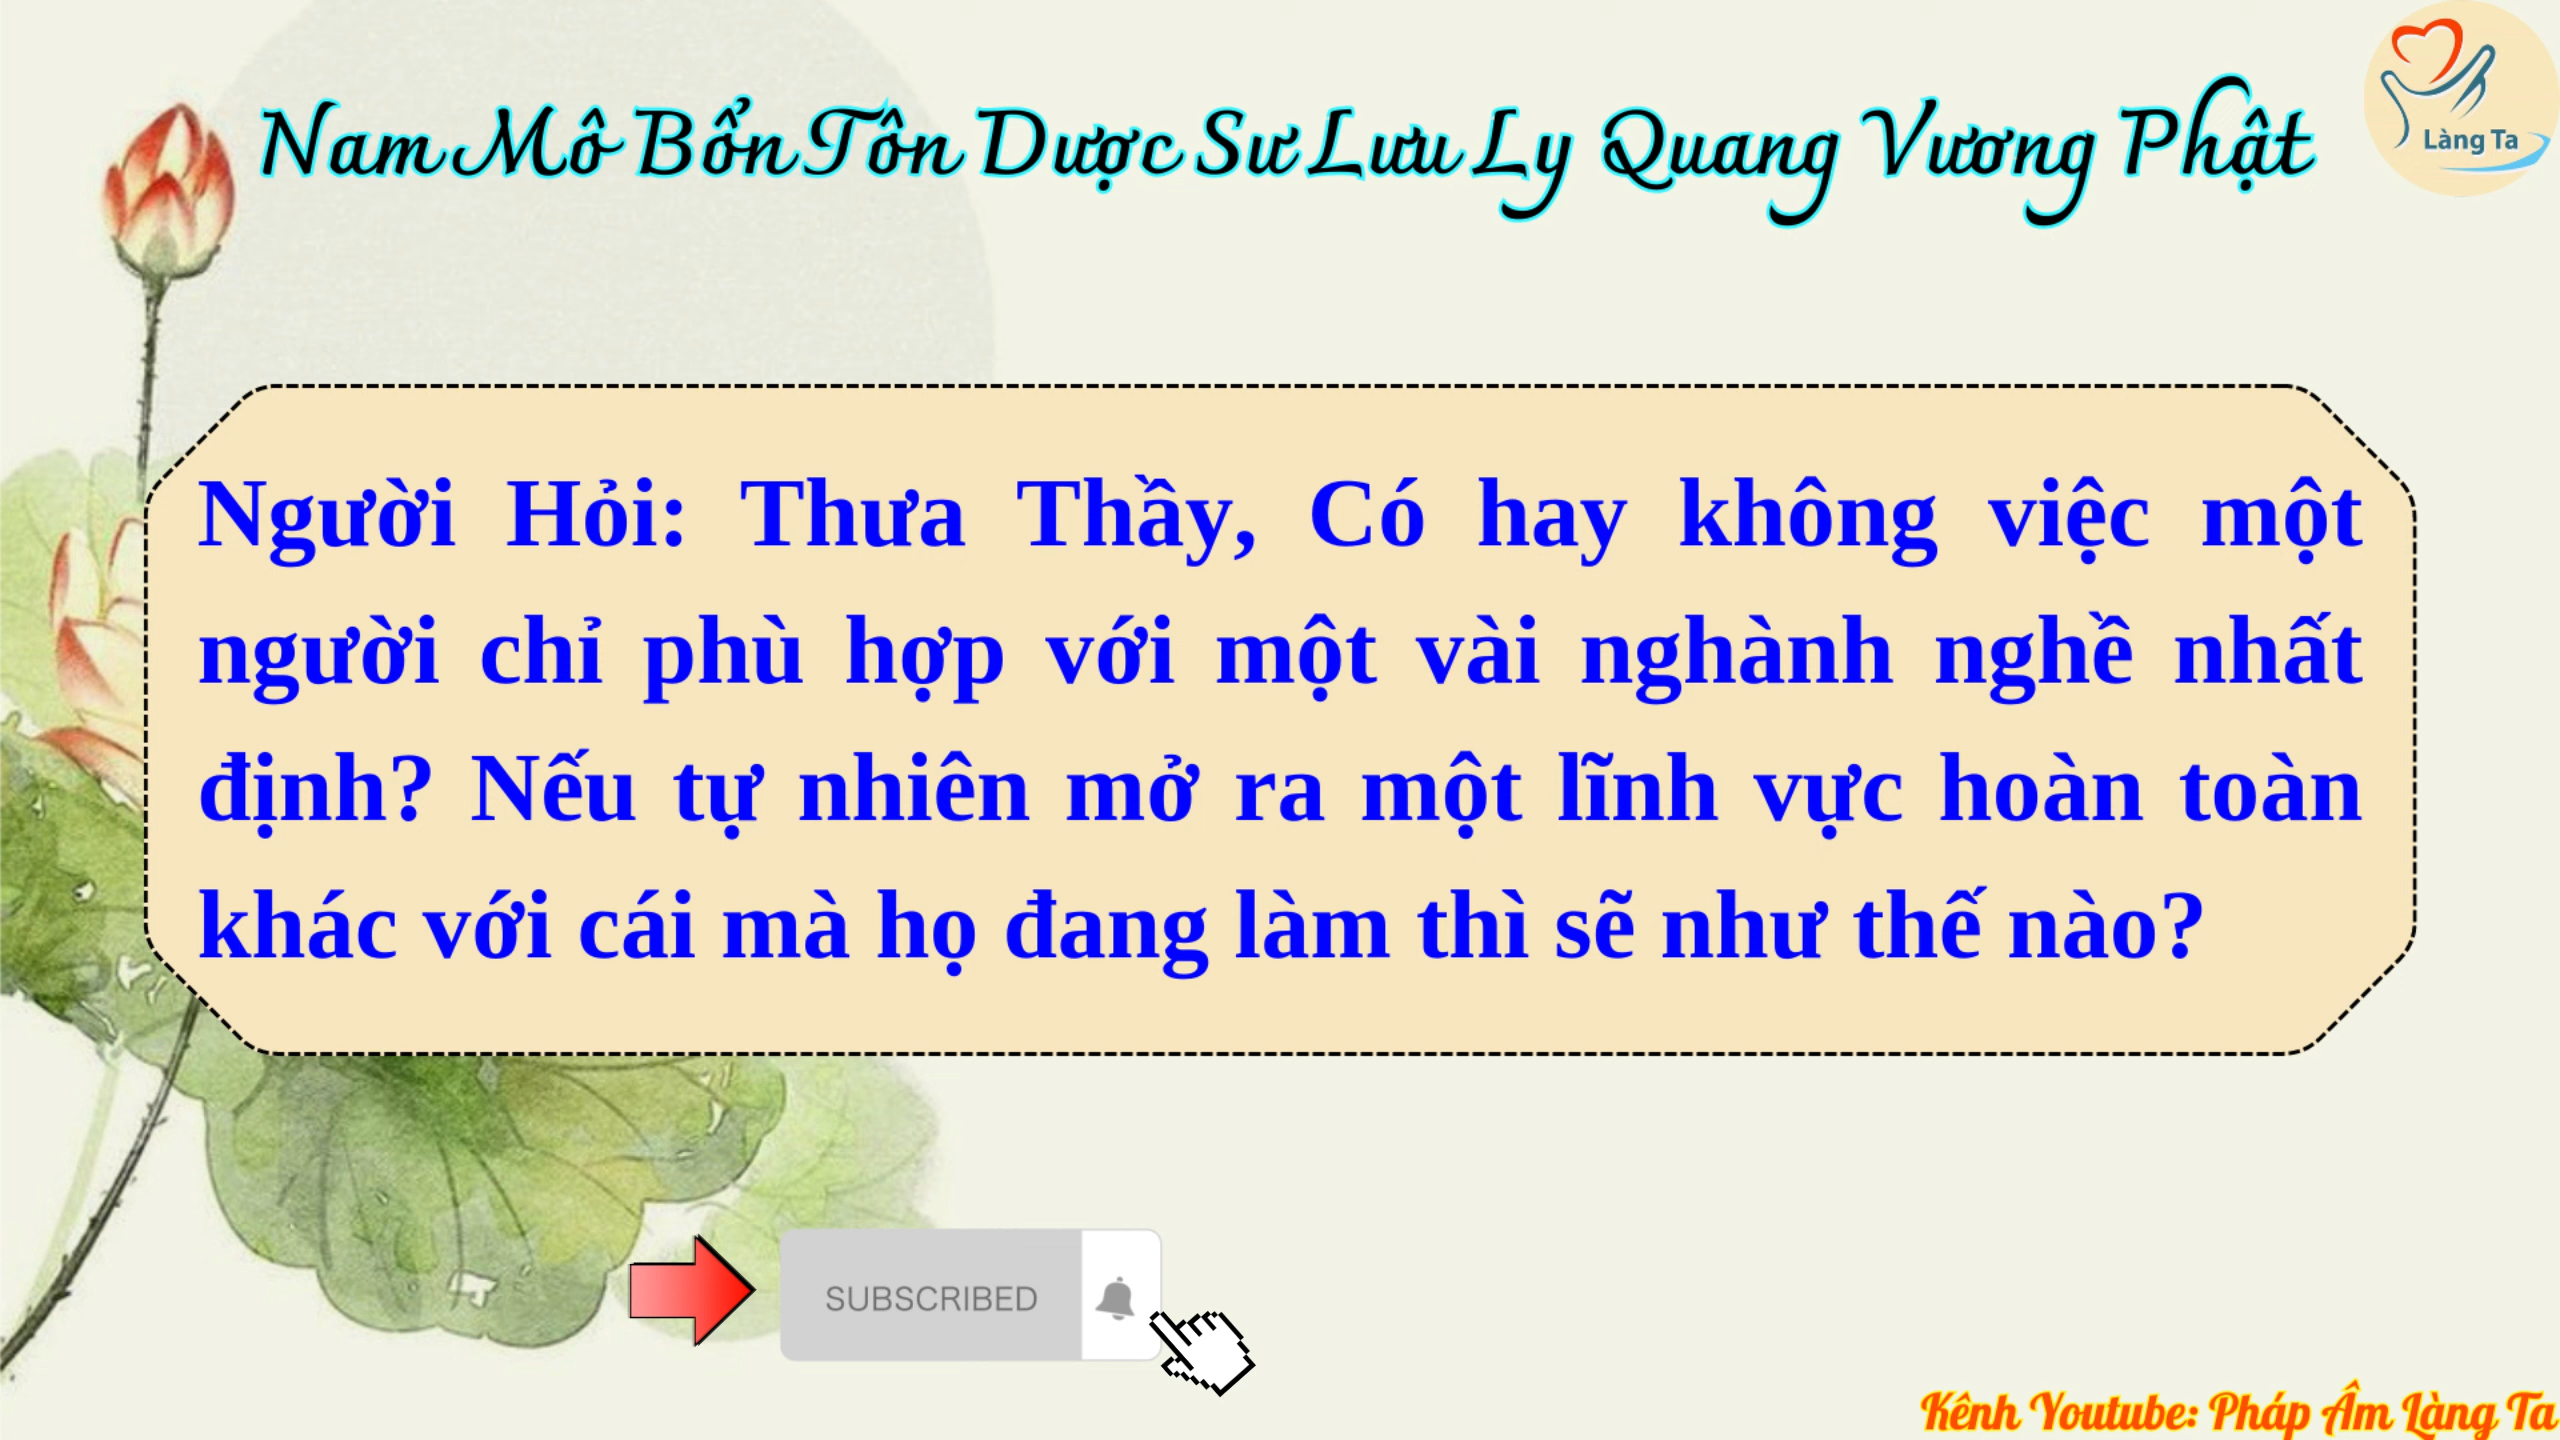 Nam Mô Bổn Tôn Dược Sư Lưu Ly Quang Vương Phật
Làng Ta
Người Hỏi: Thưa Thầy, Có hay không việc một
người chỉ phù hợp với một vài nghành nghề nhất
định? Nếu tự nhiên mở ra một lĩnh vực hoàn toàn
khác với cái mà họ đang làm thì sẽ như thế nào?
SUBSCRIBED
Kênh Youtube: Pháp Âm Làng Ta